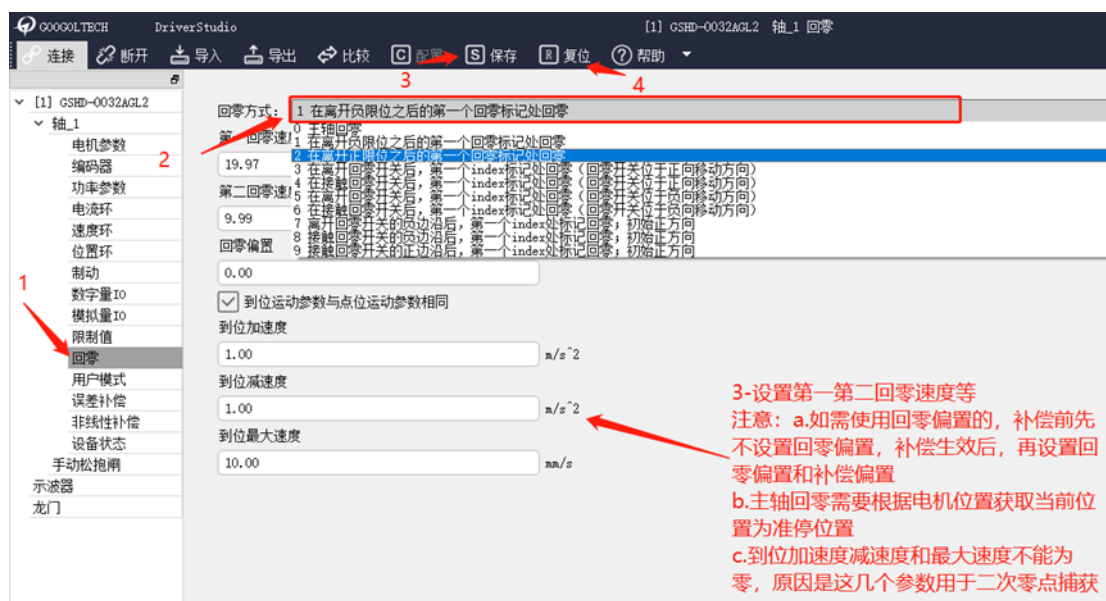 GOOGOLTECH DriverStudio [1] GSHD-0032AGL2 轴_1 回零
连接 断开 导入 导出 比较 C 配置 S 保存 R 复位 ? 帮助
3
4
[1] GSHD-0032AGL2
轴_1
电机参数
编码器
功率参数
电流环
速度环
位置环
制动
数字量IO
模拟量IO
限制值
回零
用户模式
误差补偿
非线性补偿
设备状态
手动松抱闸
示波器
龙门
1
2
回零方式: 1 在离开负限位之后的第一个回零标记处回零
0 主轴回零
第一回零速
1 在离开负限位之后的第一个回零标记处回零
2 在离开正限位之后的第一个回零标记处回零
19.97
3 在离开回零开关后, 第一个index标记处回零(回零开关位于正向移动方向)
4 在接触回零开关后, 第一个index标记处回零(回零开关位于正向移动方向)
第二回零速
5 在离开回零开关后, 第一个index标记处回零(回零开关位于负向移动方向)
6 在接触回零开关后, 第一个index标记处回零(回零开关位于负向移动方向)
9.99
7 离开回零开关的负边沿后, 第一个index处标记回零; 初始正方向
8 接触回零开关的负边沿后, 第一个index处标记回零; 初始正方向
回零偏置
9 接触回零开关的正边沿后, 第一个index处标记回零; 初始正方向
0.00
到位运动参数与点位运动参数相同
到位加速度
1.00 m/s^2
到位减速度
1.00 m/s^2
到位最大速度
10.00 mm/s
3-设置第一第二回零速度等
注意：a.如需使用回零偏置的，补偿前先
不设置回零偏置，补偿生效后，再设置回
零偏置和补偿偏置
b.主轴回零需要根据电机位置获取当前位
置为准停位置
c.到位加速度减速度和最大速度不能为
零，原因是这几个参数用于二次零点捕获